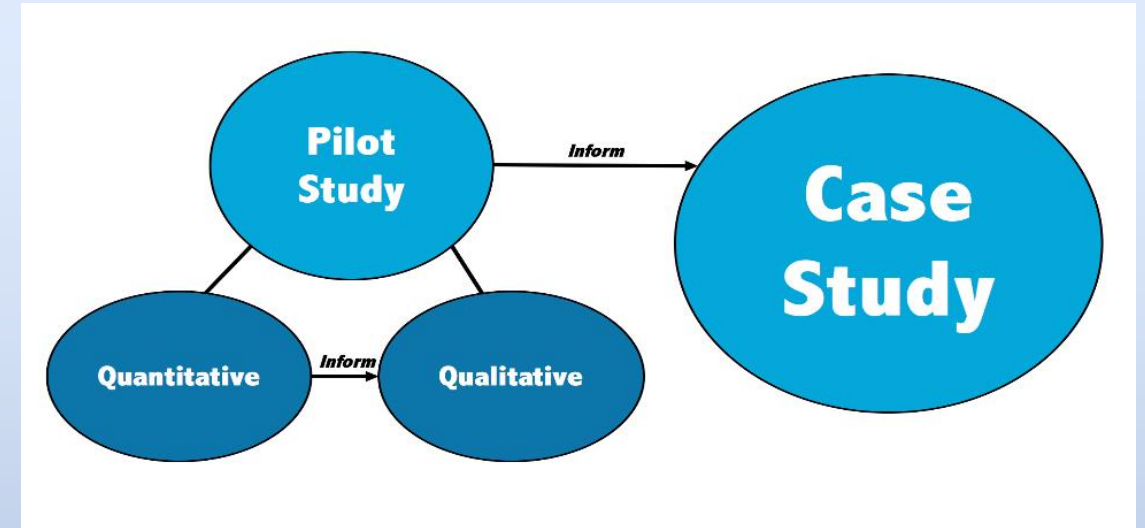 Pilot
Study
Inform
Case
Study
Quantitative
Inform
Qualitative